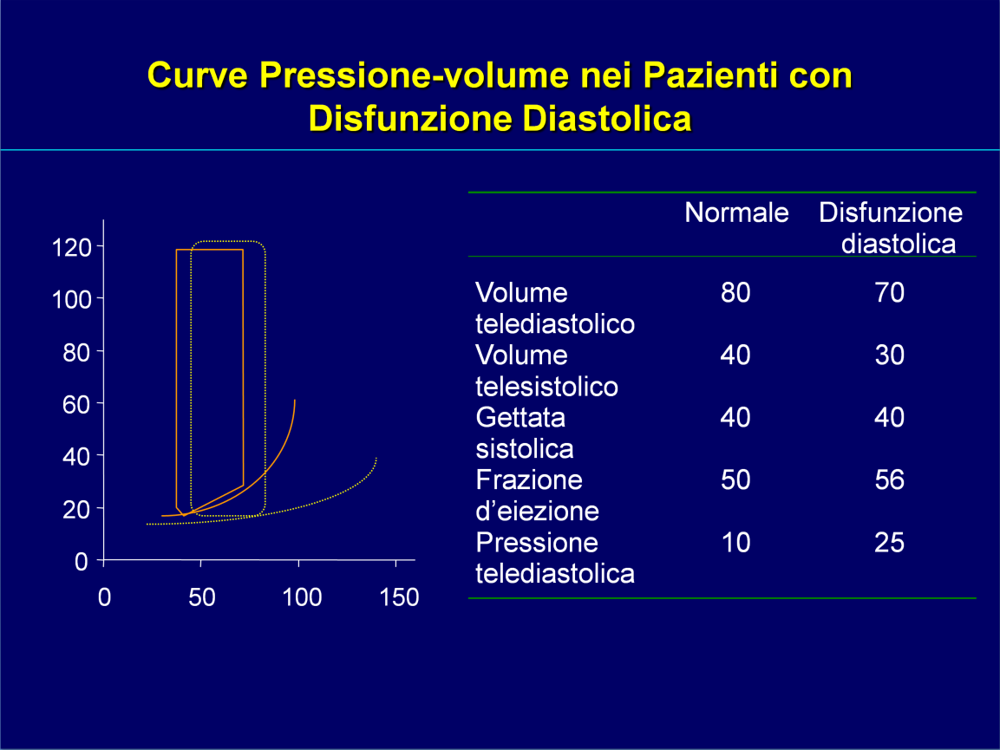 Curve Pressione-volume nei Pazienti con
Disfunzione Diastolica
120
100
80
60
40
20
0
0 50 100 150
Normale Disfunzione
diastolica
Volume 80 70
telediastolico
Volume 40 30
telesistolico
Gettata 40 40
sistolica
Frazione 50 56
d’eiezione
Pressione 10 25
telediastolica